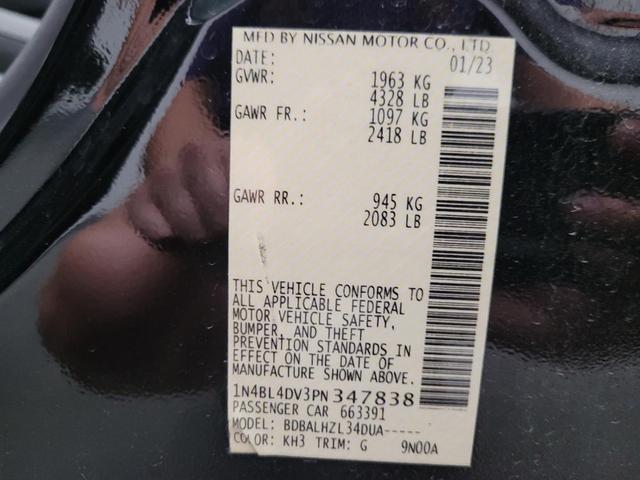 MFD BY NISSAN MOTOR CO., LTD.
DATE: 01/23
GVWR: 1963 KG
4328 LB
GAWR FR.: 1097 KG
2418 LB
GAWR RR.: 945 KG
2083 LB
THIS VEHICLE CONFORMS TO
ALL APPLICABLE FEDERAL
MOTOR VEHICLE SAFETY,
BUMPER, AND THEFT
PREVENTION STANDARDS IN
EFFECT ON THE DATE OF
MANUFACTURE SHOWN ABOVE.
1N4BL4DV3PN347838
PASSENGER CAR 663391
MODEL: BDBALHZL34DUA-----
COLOR: KH3 TRIM: G 9N00A